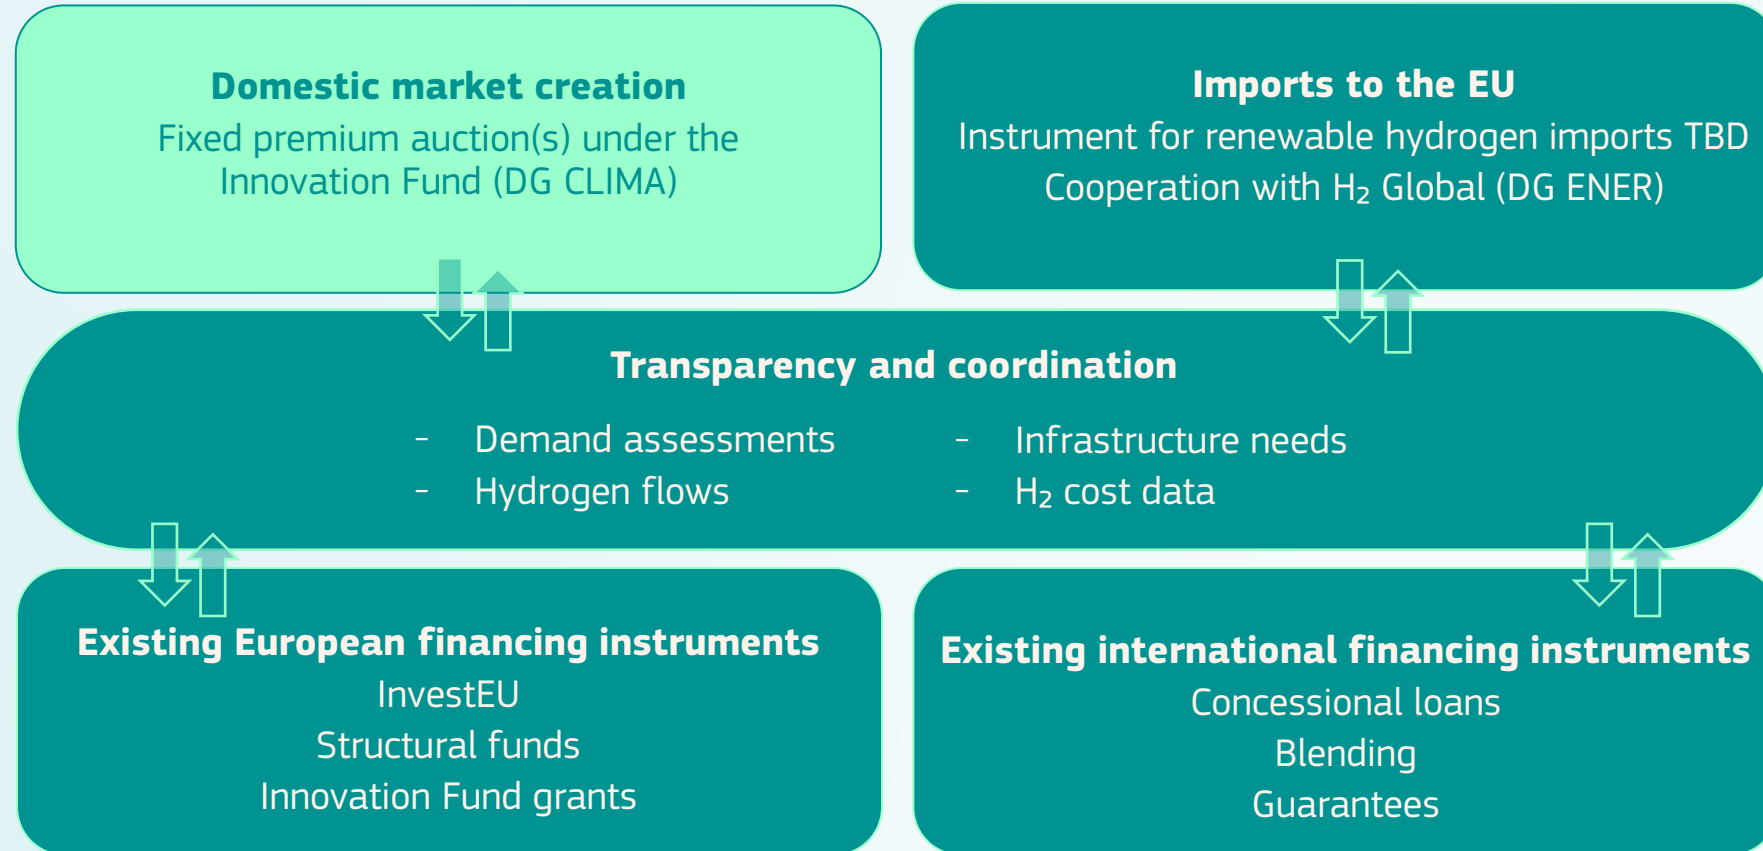 Domestic market creation
Fixed premium auction(s) under the
Innovation Fund (DG CLIMA)
Imports to the EU
Instrument for renewable hydrogen imports TBD
Cooperation with H₂ Global (DG ENER)
Transparency and coordination
- Demand assessments
- Hydrogen flows
- Infrastructure needs
- H₂ cost data
Existing European financing instruments
InvestEU
Structural funds
Innovation Fund grants
Existing international financing instruments
Concessional loans
Blending
Guarantees